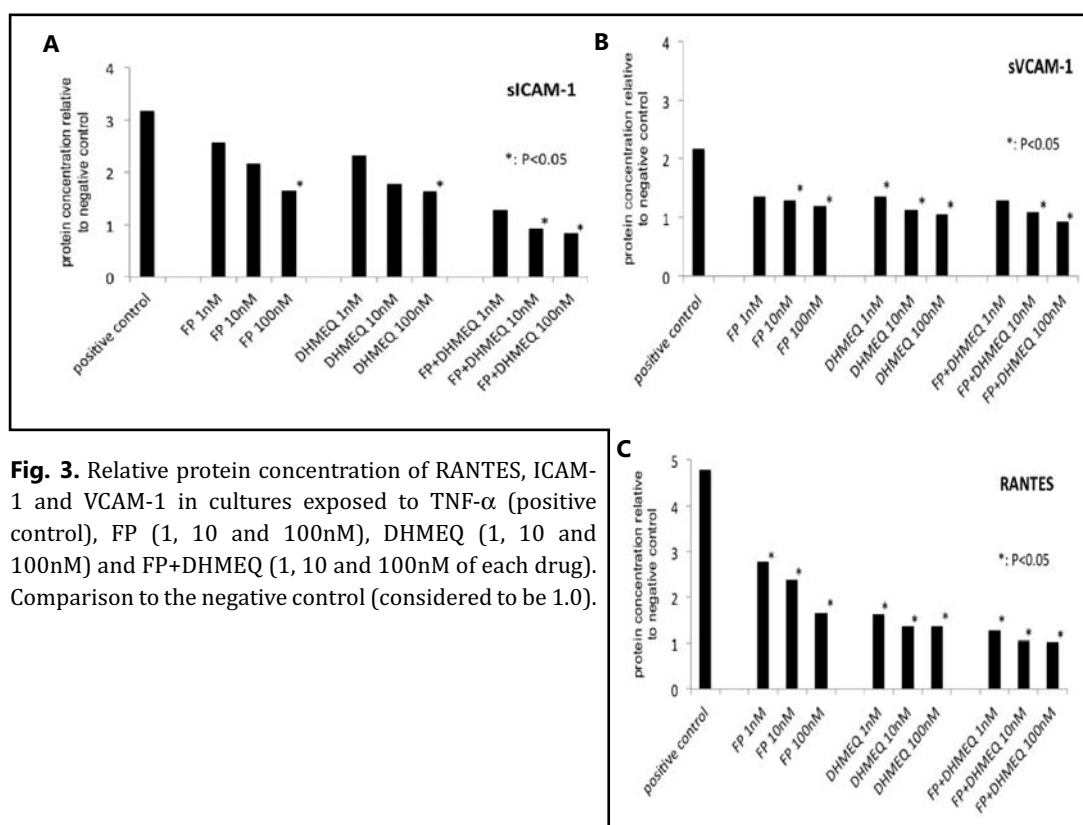 A
protein concentration relative
to negative control
4
3
2
1
0
sICAM-1
*: P<0.05
*
*
*
*
positive control
FP 1nM
FP 10nM
FP 100nM
DHMEQ 1nM
DHMEQ 10nM
DHMEQ 100nM
FP+DHMEQ 1nM
FP+DHMEQ 10nM
FP+DHMEQ 100nM
B
protein concentration relative
to negative control
4
3
2
1
0
sVCAM-1
*: P<0.05
*
*
*
*
*
*
*
positive control
FP 1nM
FP 10nM
FP 100nM
DHMEQ 1nM
DHMEQ 10nM
DHMEQ 100nM
FP+DHMEQ 1nM
FP+DHMEQ 10nM
FP+DHMEQ 100nM
Fig. 3. Relative protein concentration of RANTES, ICAM-
1 and VCAM-1 in cultures exposed to TNF-α (positive
control), FP (1, 10 and 100nM), DHMEQ (1, 10 and
100nM) and FP+DHMEQ (1, 10 and 100nM of each drug).
Comparison to the negative control (considered to be 1.0).
C
protein concentration relative
to negative control
5
4
3
2
1
0
RANTES
*: P<0.05
*
*
*
*
*
*
*
*
*
positive control
FP 1nM
FP 10nM
FP 100nM
DHMEQ 1nM
DHMEQ 10nM
DHMEQ 100nM
FP+DHMEQ 1nM
FP+DHMEQ 10nM
FP+DHMEQ 100nM